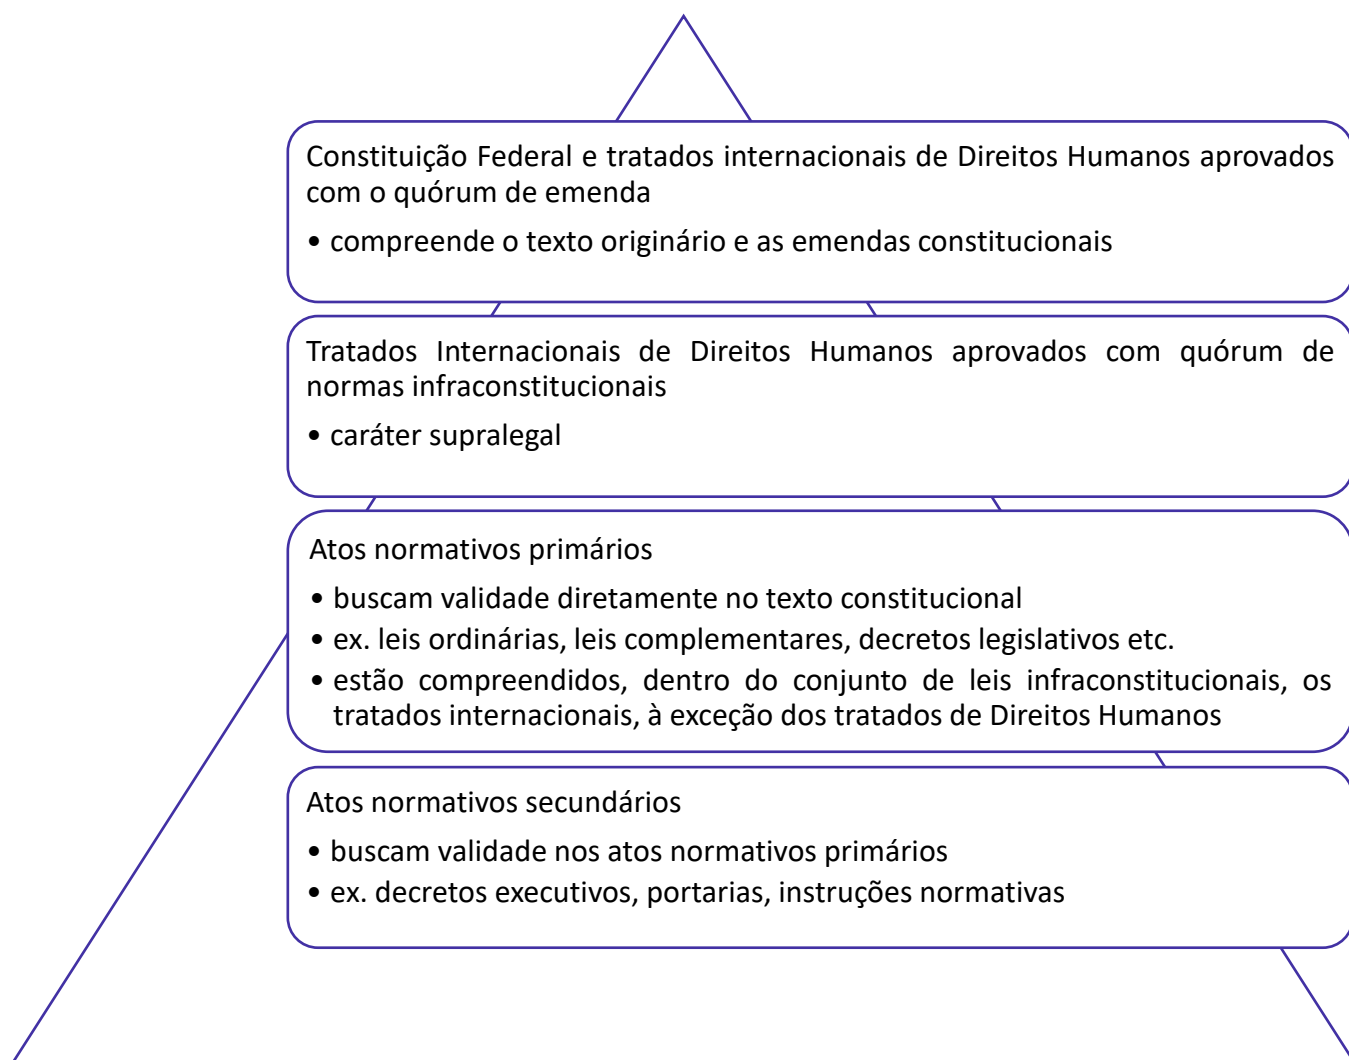 Constituição Federal e tratados internacionais de Direitos Humanos aprovados
com o quórum de emenda
• compreende o texto originário e as emendas constitucionais
Tratados Internacionais de Direitos Humanos aprovados com quórum de
normas infraconstitucionais
• caráter supralegal
Atos normativos primários
• buscam validade diretamente no texto constitucional
• ex. leis ordinárias, leis complementares, decretos legislativos etc.
• estão compreendidos, dentro do conjunto de leis infraconstitucionais, os
tratados internacionais, à exceção dos tratados de Direitos Humanos
Atos normativos secundários
• buscam validade nos atos normativos primários
• ex. decretos executivos, portarias, instruções normativas